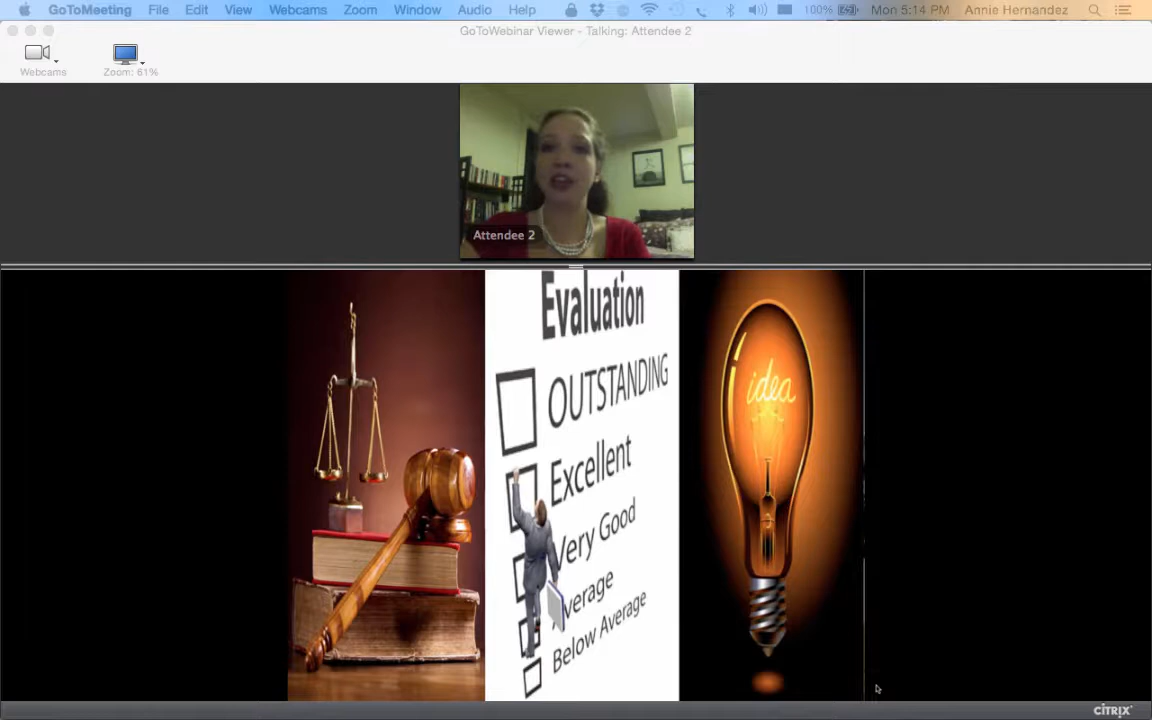 GoToMeeting File Edit View Webcams Zoom Window Audio Help 100% Mon 5:14 PM Annie Hernandez
GoToWebinar Viewer - Talking: Attendee 2
Webcams
Zoom: 61%
Attendee 2
Evaluation
OUTSTANDING
Excellent
Very Good
Average
Below Average
idea
CITRIX